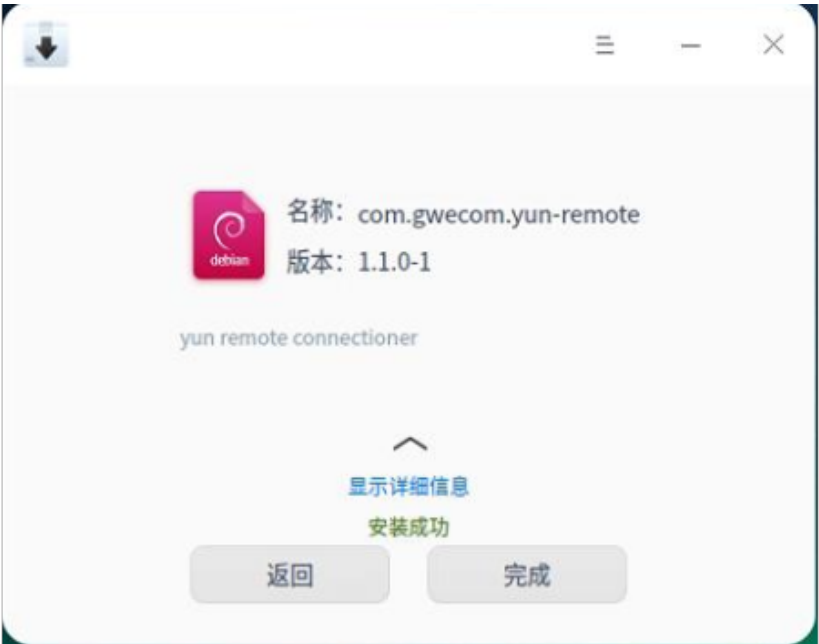 debian
名称： com.gwecom.yun-remote
版本： 1.1.0-1
yun remote connectioner
显示详细信息
安装成功
返回
完成